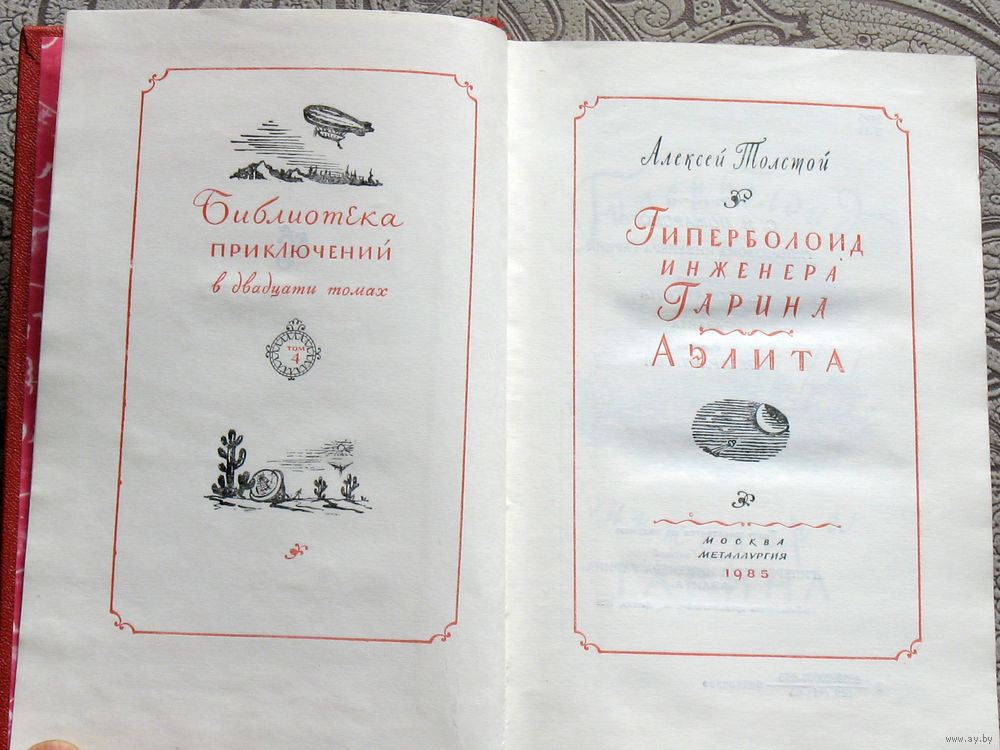 Библиотека
приключений
в двадцати томах
том
4
Алексей Толстой
Гиперболоид
инженера
Гарина
Аэлита
Москва
Металлургия
1985
www.ay.by